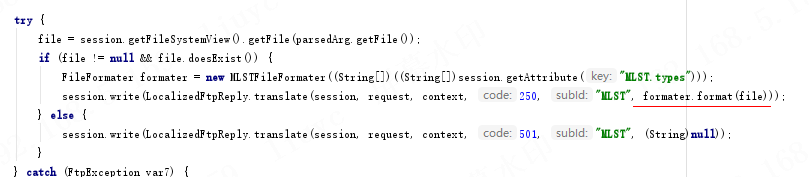 try {
file = session.getFileSystemView().getFile(parsedArg.getFile());
if (file != null && file.doesExist()) {
FileFormater formater = new MLSTFileFormater((String[])((String[])session.getAttribute( key: "MLST.types")));
session.write(LocalizedFtpReply.translate(session, request, context, code: 250, subId: "MLST", formater.format(file)));
} else {
session.write(LocalizedFtpReply.translate(session, request, context, code: 501, subId: "MLST", (String)null));
}
} catch (FtpException var7) {